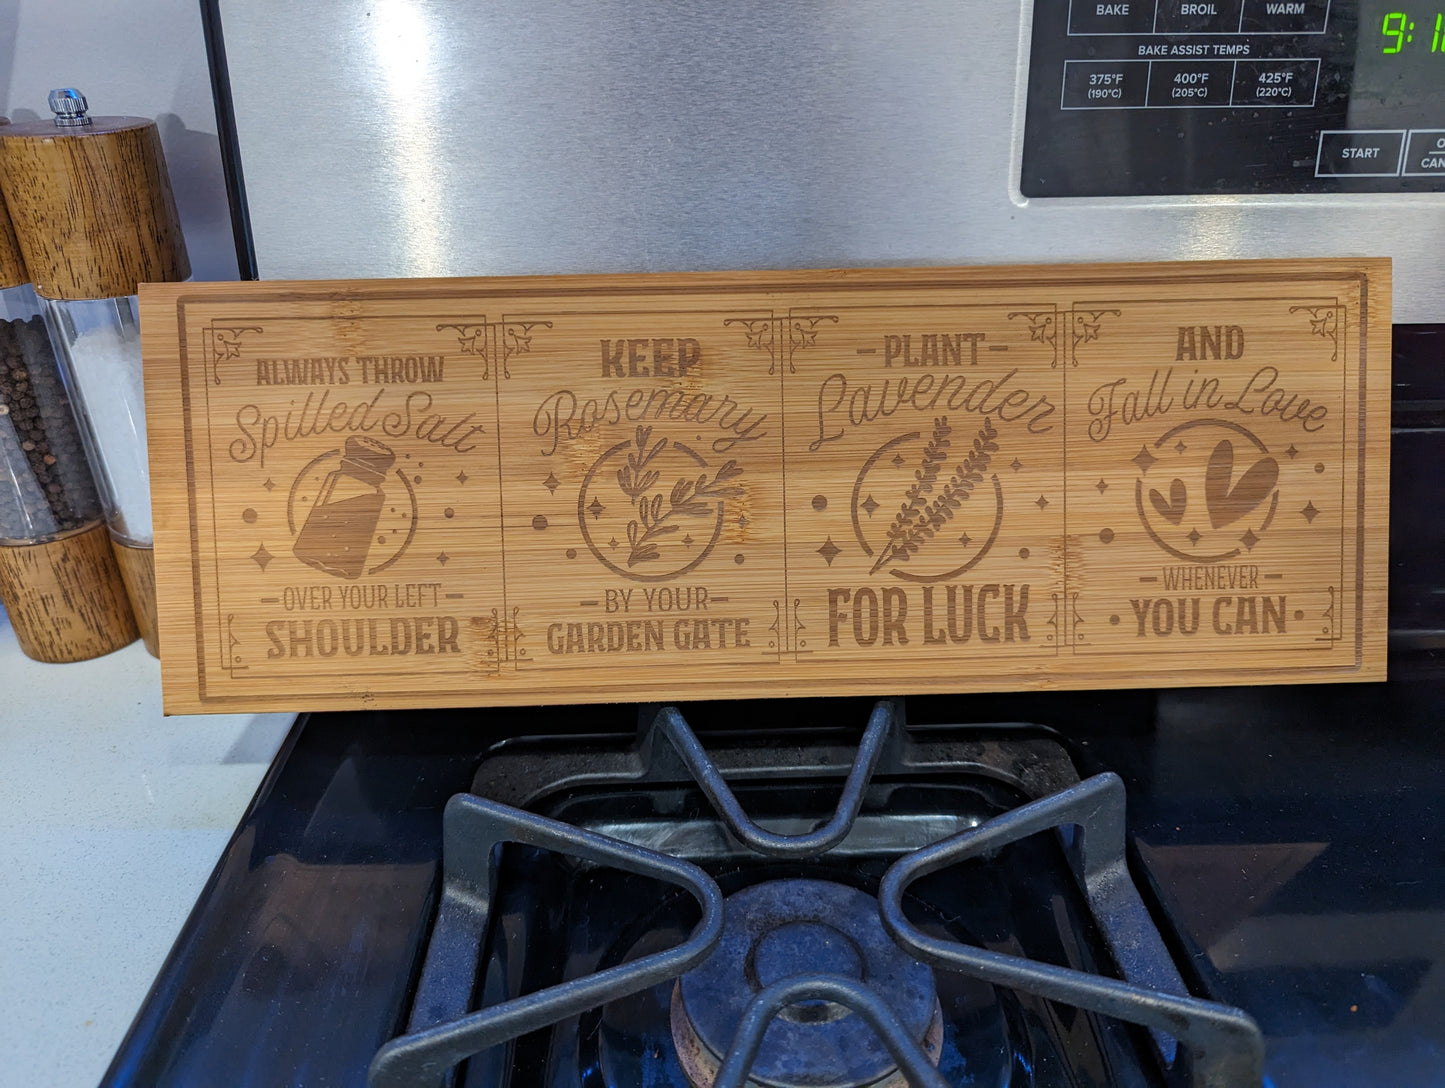 BAKE BROIL WARM
BAKE ASSIST TEMPS
375°F 400°F 425°F
(190°C) (205°C) (220°C)
START
ALWAYS THROW
Spilled Salt
OVER YOUR LEFT
SHOULDER
KEEP
Rosemary
BY YOUR
GARDEN GATE
PLANT
Lavender
FOR LUCK
AND
Fall in Love
WHENEVER
YOU CAN